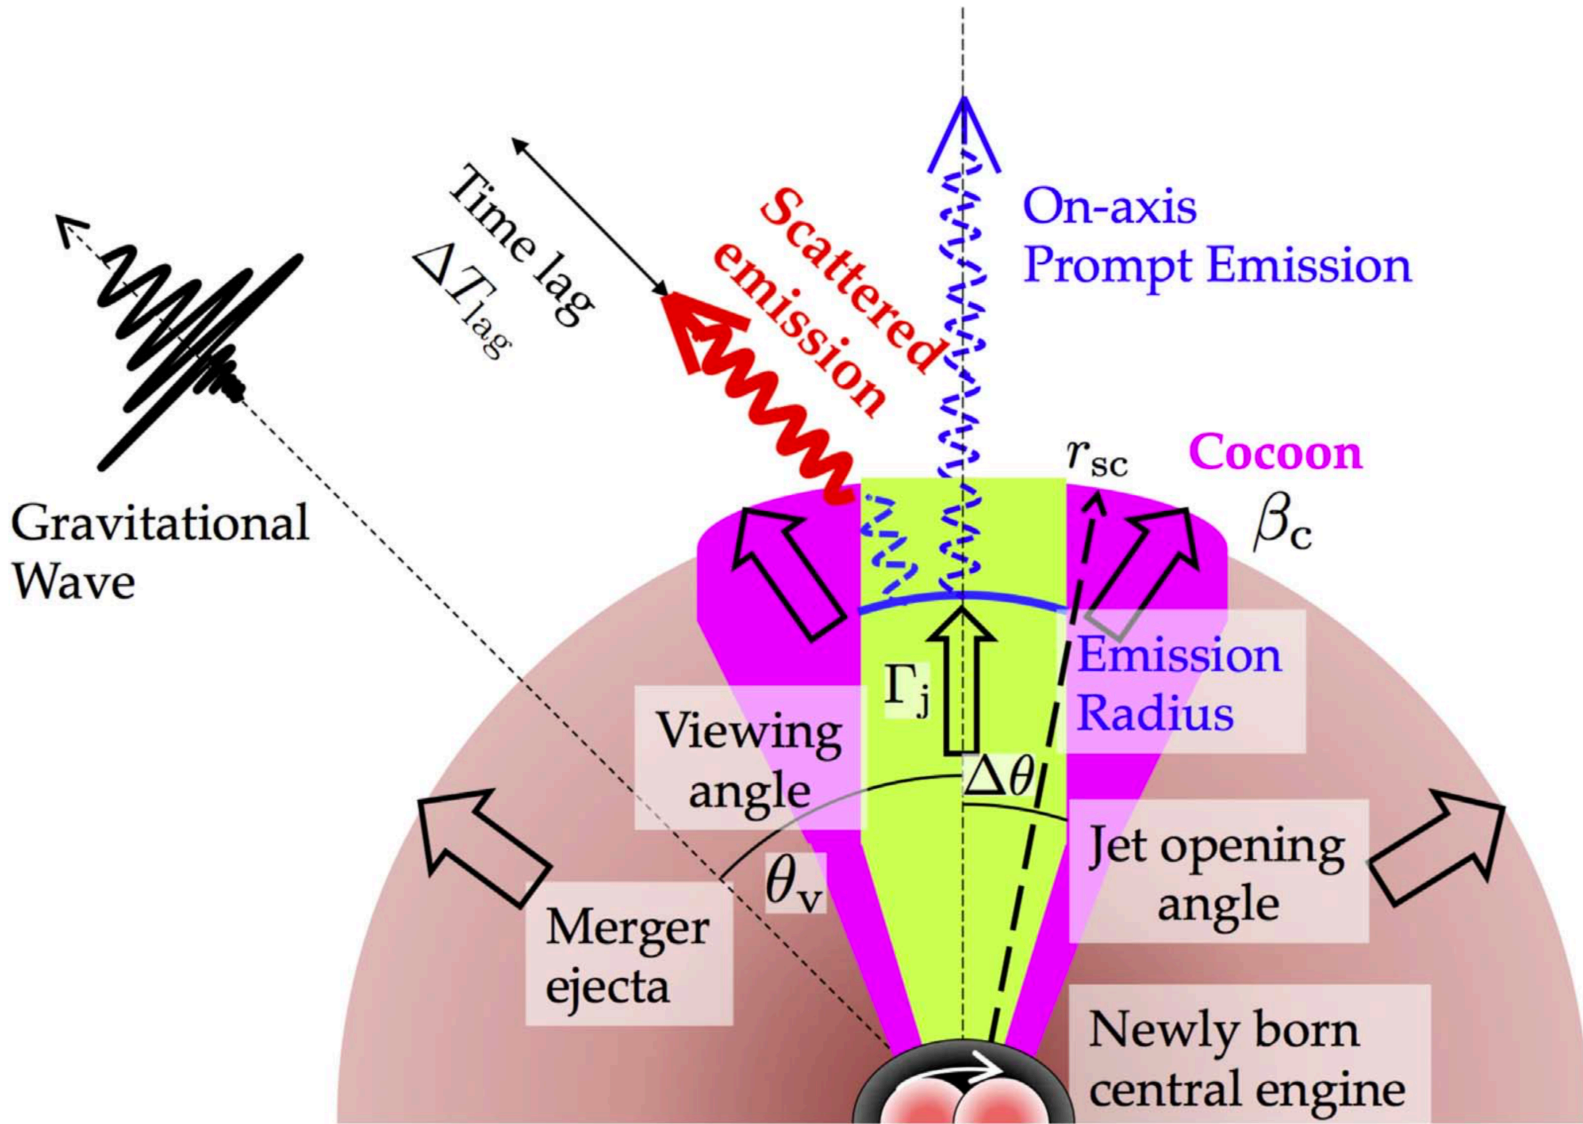 Time lag
ΔT_lag
Scattered
emission
On-axis
Prompt Emission
Gravitational
Wave
r_sc
Cocoon
β_c
Γ_j
Emission
Radius
Viewing
angle
θ_v
Δθ
Jet opening
angle
Merger
ejecta
Newly born
central engine